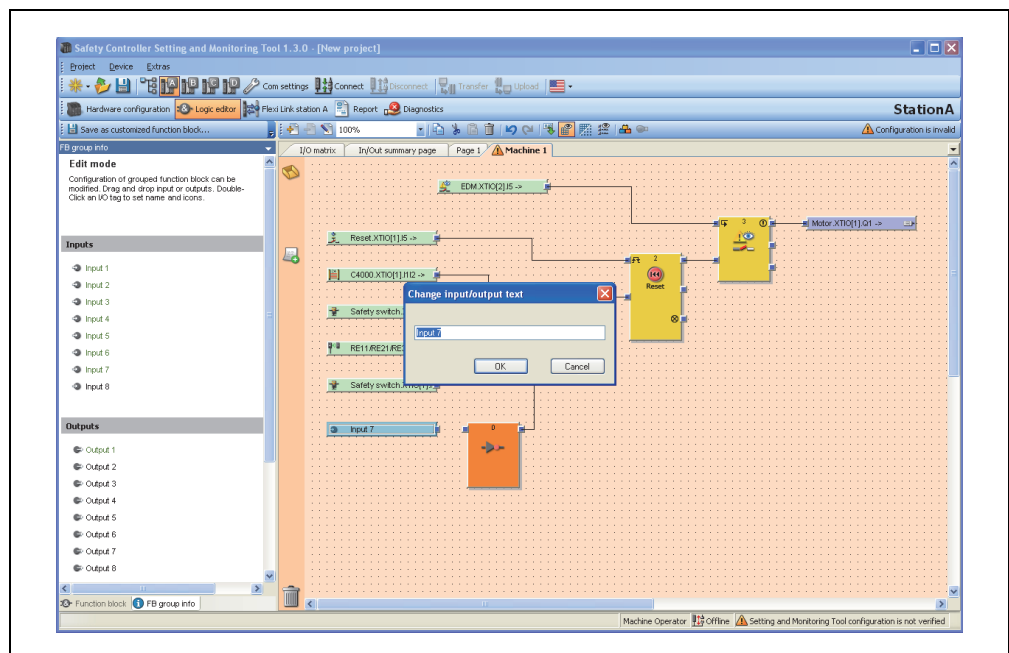 Safety Controller Setting and Monitoring Tool 1.3.0 - [New project]
Project Device Extras
A B C D Com settings Connect Disconnect Transfer Upload
Hardware configuration Logic editor Flexi Link station A Report Diagnostics StationA
Save as customized function block... 100% Configuration is invalid
FB group info
I/O matrix In/Out summary page Page 1 Machine 1
Edit mode
Configuration of grouped function block can be
modified. Drag and drop input or outputs. Double-
Click an I/O tag to set name and icons.
Inputs
Input 1
Input 2
Input 3
Input 4
Input 5
Input 6
Input 7
Input 8
Outputs
Output 1
Output 2
Output 3
Output 4
Output 5
Output 6
Output 7
Output 8
Function block FB group info
EDM.XTIO[2].I5 ->
3
Motor.XTIO[1].Q1 ->
Reset.XTIO[1].I5 ->
2
Reset
C4000.XTIO[1].I1I2 ->
Safety switch.
RE11/RE21/RE
Safety switch.XTIO[1].
Input 7
0
Change input/output text
Input 7
OK Cancel
Machine Operator Offline Setting and Monitoring Tool configuration is not verified